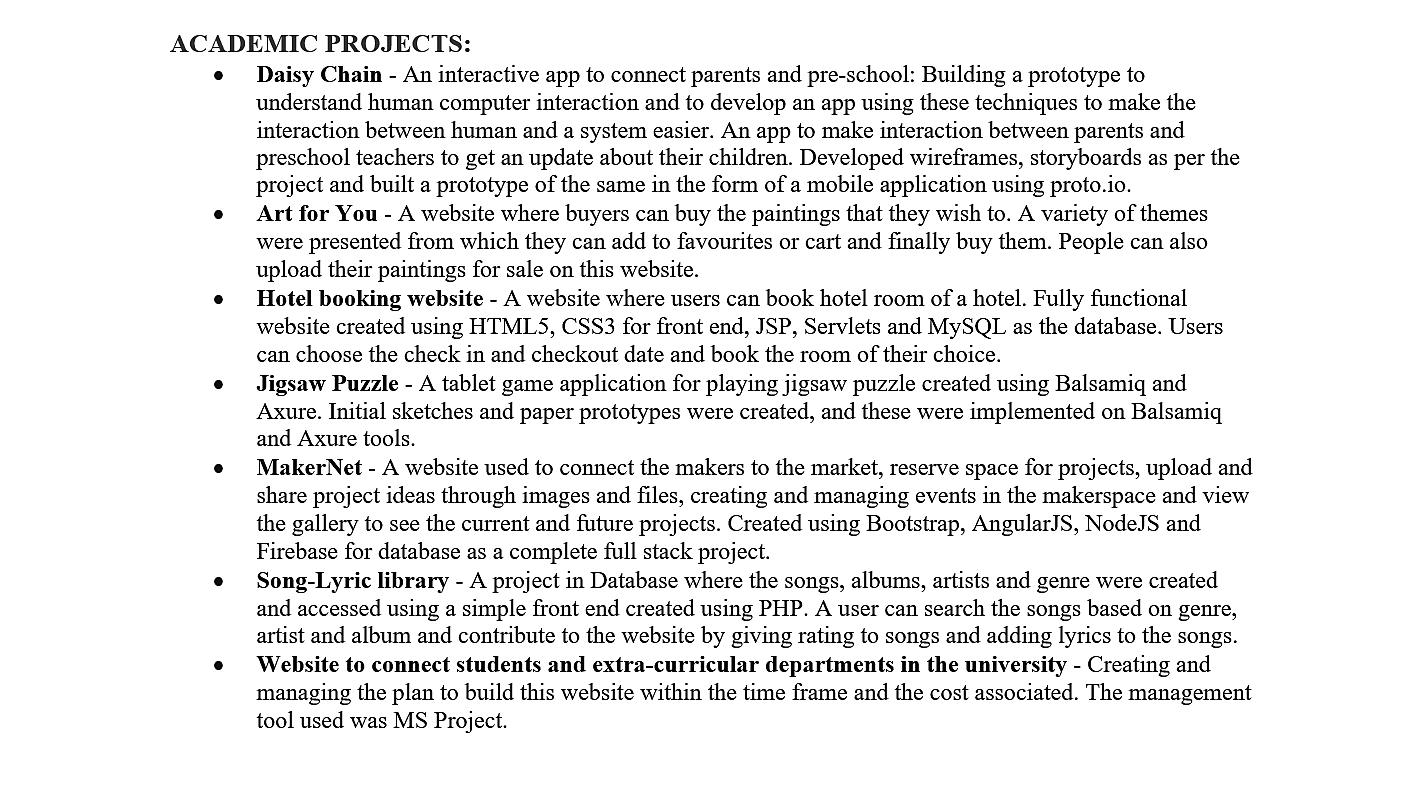 ACADEMIC PROJECTS:
• Daisy Chain - An interactive app to connect parents and pre-school: Building a prototype to
understand human computer interaction and to develop an app using these techniques to make the
interaction between human and a system easier. An app to make interaction between parents and
preschool teachers to get an update about their children. Developed wireframes, storyboards as per the
project and built a prototype of the same in the form of a mobile application using proto.io.
• Art for You - A website where buyers can buy the paintings that they wish to. A variety of themes
were presented from which they can add to favourites or cart and finally buy them. People can also
upload their paintings for sale on this website.
• Hotel booking website - A website where users can book hotel room of a hotel. Fully functional
website created using HTML5, CSS3 for front end, JSP, Servlets and MySQL as the database. Users
can choose the check in and checkout date and book the room of their choice.
• Jigsaw Puzzle - A tablet game application for playing jigsaw puzzle created using Balsamiq and
Axure. Initial sketches and paper prototypes were created, and these were implemented on Balsamiq
and Axure tools.
• MakerNet - A website used to connect the makers to the market, reserve space for projects, upload and
share project ideas through images and files, creating and managing events in the makerspace and view
the gallery to see the current and future projects. Created using Bootstrap, AngularJS, NodeJS and
Firebase for database as a complete full stack project.
• Song-Lyric library - A project in Database where the songs, albums, artists and genre were created
and accessed using a simple front end created using PHP. A user can search the songs based on genre,
artist and album and contribute to the website by giving rating to songs and adding lyrics to the songs.
• Website to connect students and extra-curricular departments in the university - Creating and
managing the plan to build this website within the time frame and the cost associated. The management
tool used was MS Project.